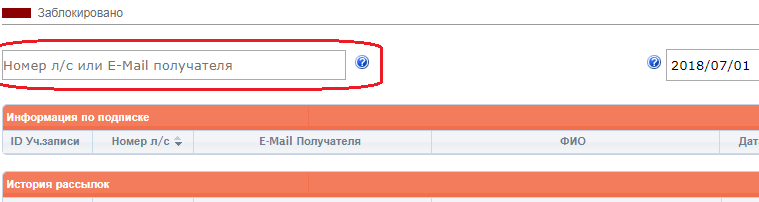 Заблокировано
Номер л/с или E-Mail получателя
2018/07/01
Информация по подписке
ID Уч.записи Номер л/с E-Mail Получателя ФИО Дата
История рассылок